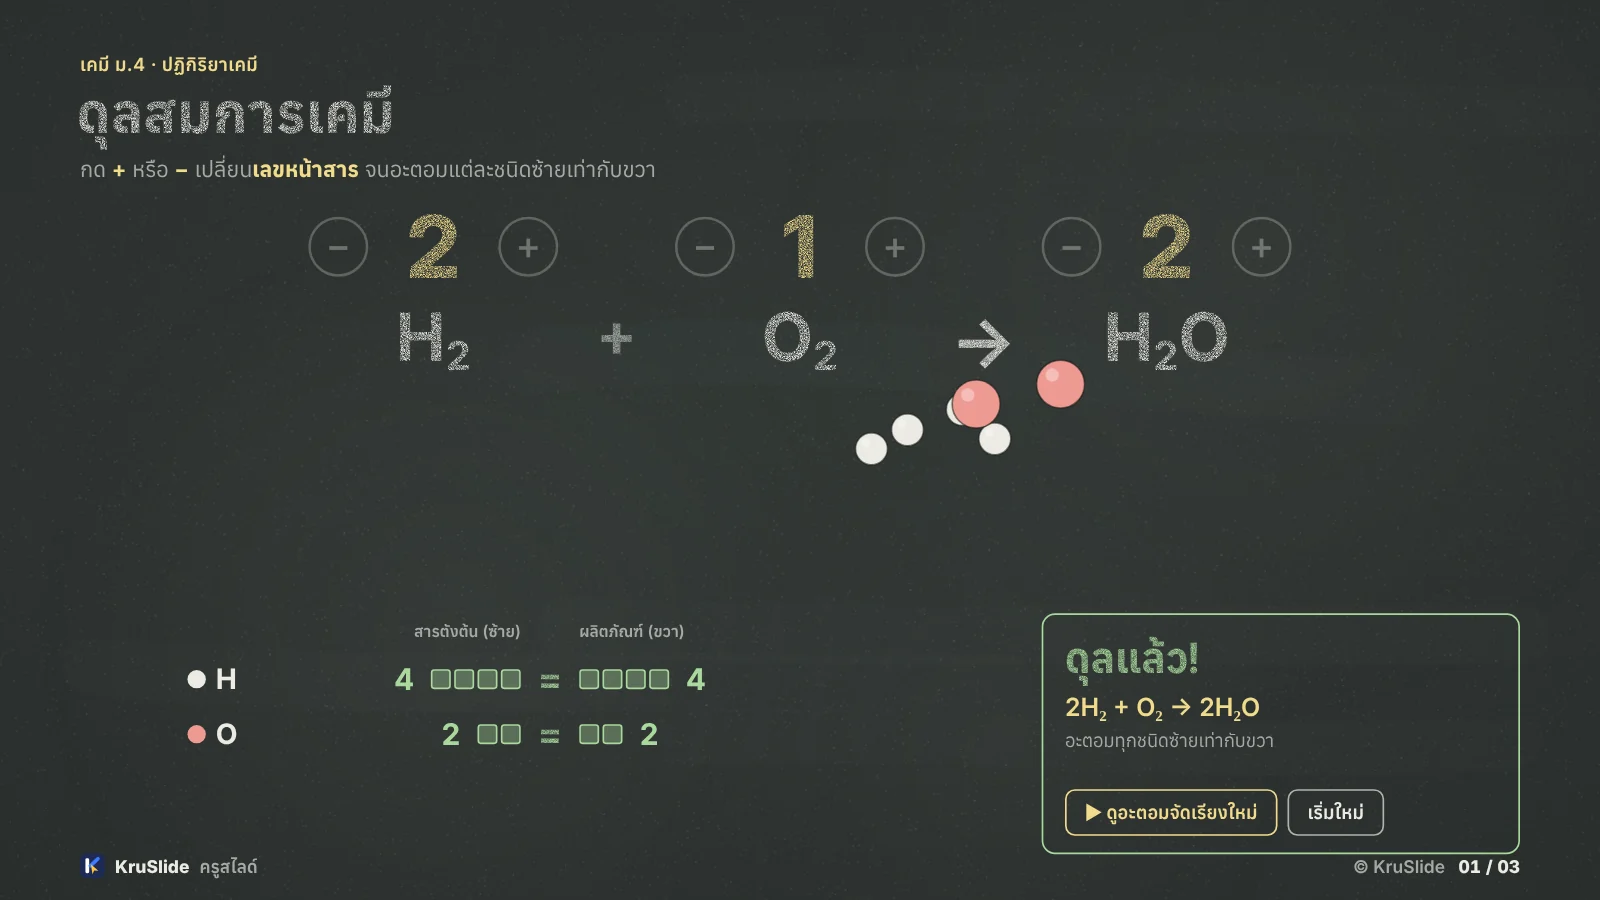 เคมี ม.4 · ปฏิกิริยาเคมี
ดุลสมการเคมี
กด + หรือ − เปลี่ยนเลขหน้าสาร จนอะตอมแต่ละชนิดซ้ายเท่ากับขวา
− 2 + − 1 + − 2 +
H₂ + O₂ → H₂O
สารตั้งต้น (ซ้าย) ผลิตภัณฑ์ (ขวา)
H 4 = 4
O 2 = 2
ดุลแล้ว!
2H₂ + O₂ → 2H₂O
อะตอมทุกชนิดซ้ายเท่ากับขวา
▶ ดูอะตอมจัดเรียงใหม่ เริ่มใหม่
KruSlide ครูสไลด์ © KruSlide 01 / 03